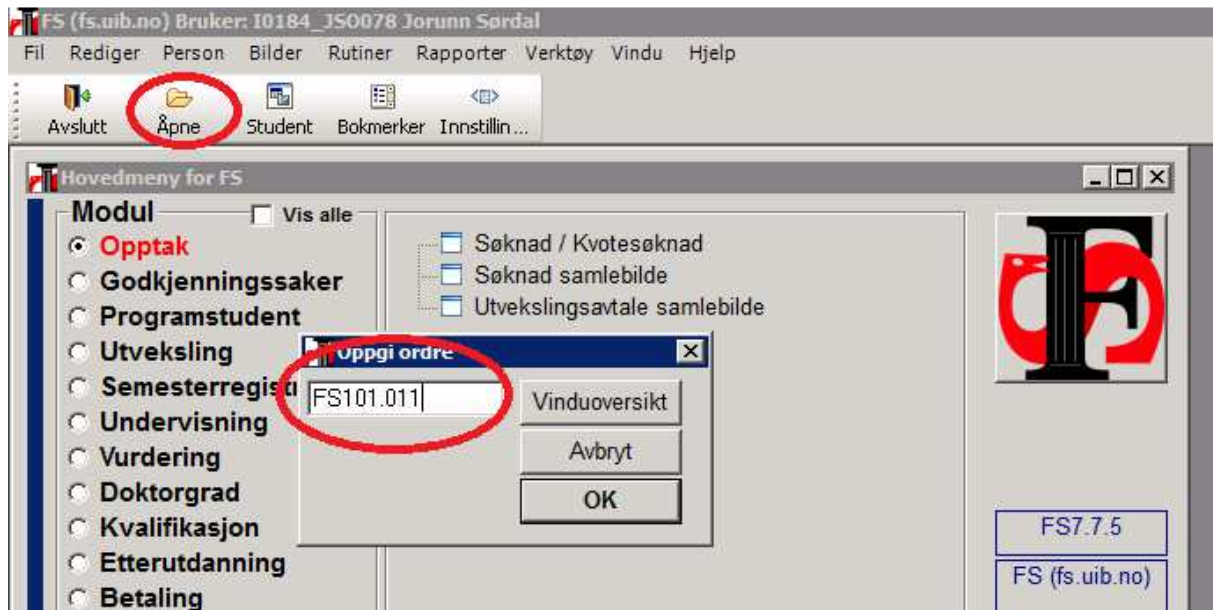 FS (fs.uib.no) Bruker: I0184_JSO078 Jorunn Sørdal
Fil Rediger Person Bilder Rutiner Rapporter Verktøy Vindu Hjelp
Avslutt Åpne Student Bokmerker Innstillin...
Hovedmeny for FS
Modul Vis alle
Opptak
Godkjenningssaker
Programstudent
Utveksling
Semesterregist
Undervisning
Vurdering
Doktorgrad
Kvalifikasjon
Etterutdanning
Betaling
Søknad / Kvotesøknad
Søknad samlebilde
Utvekslingsavtale samlebilde
Oppgi ordre
FS101.011
Vinduoversikt
Avbryt
OK
F
FS7.7.5
FS (fs.uib.no)